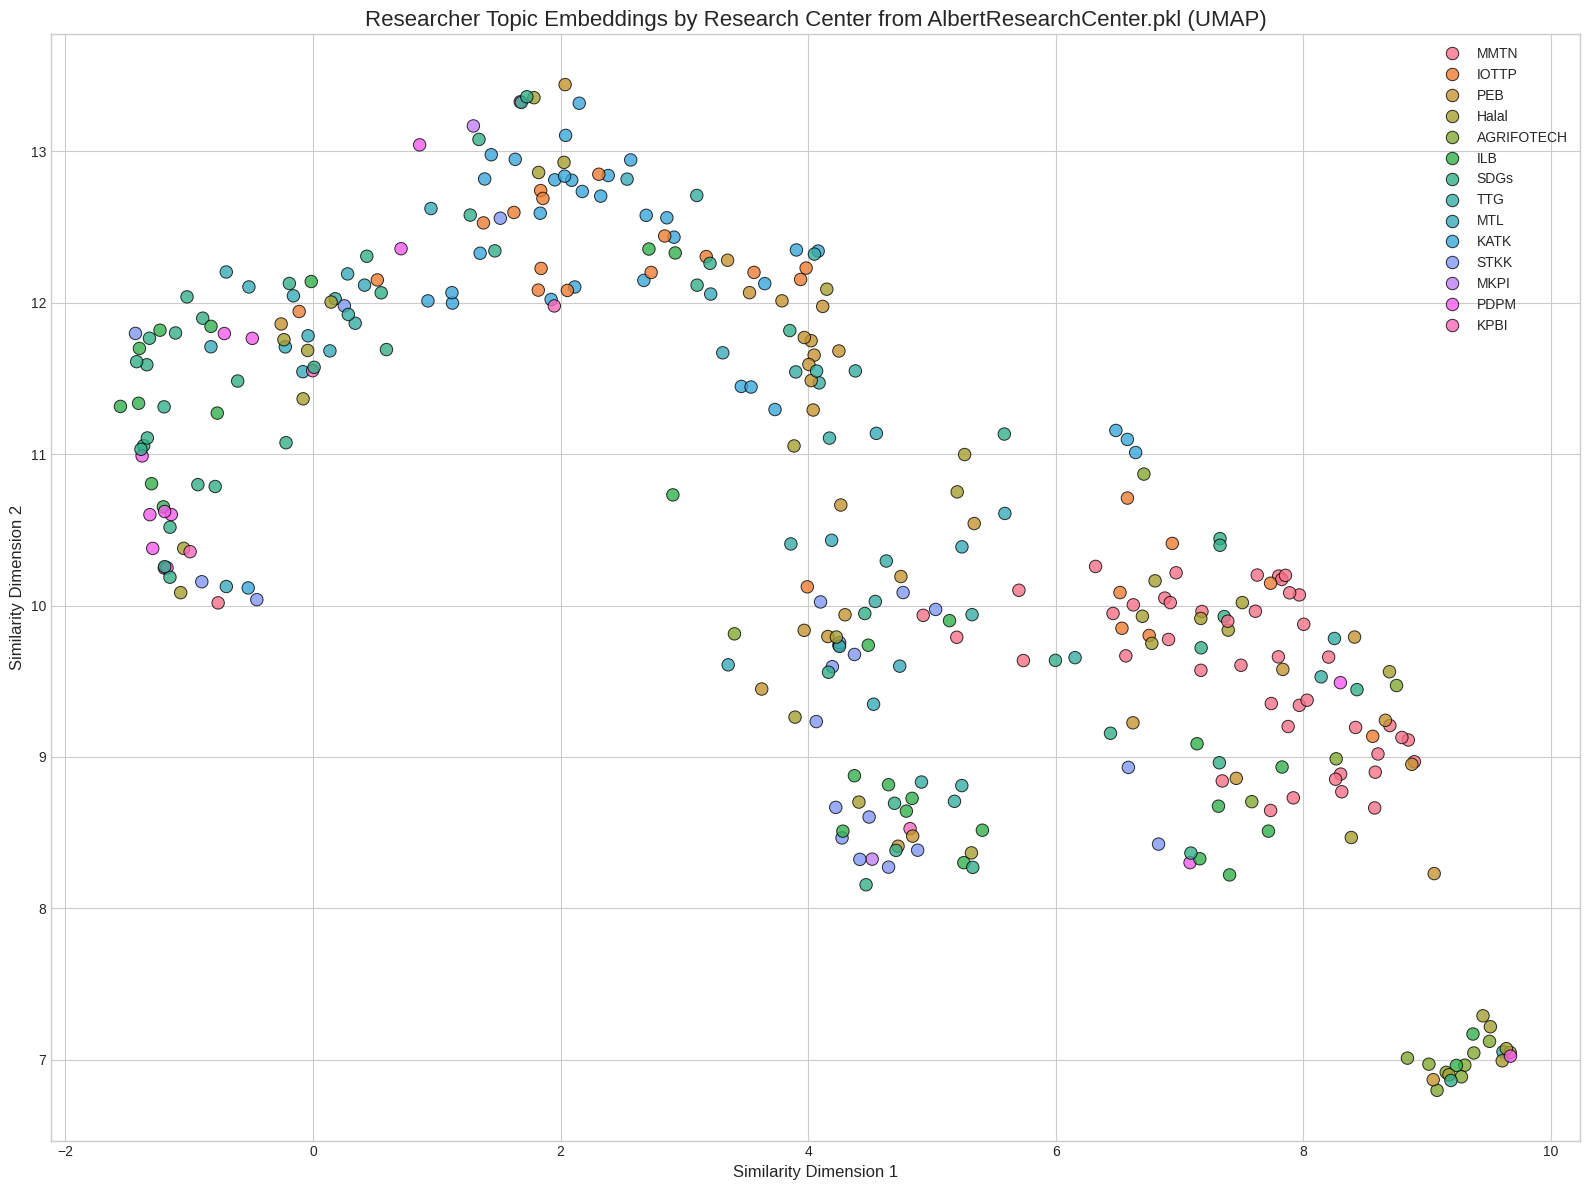 Researcher Topic Embeddings by Research Center from AlbertResearchCenter.pkl (UMAP)
MMTN
IOTTP
PEB
Halal
AGRIFOTECH
ILB
SDGs
TTG
MTL
KATK
STKK
MKPI
PDPM
KPBI
13
12
11
10
9
8
7
Similarity Dimension 2
−2
0
2
4
6
8
10
Similarity Dimension 1